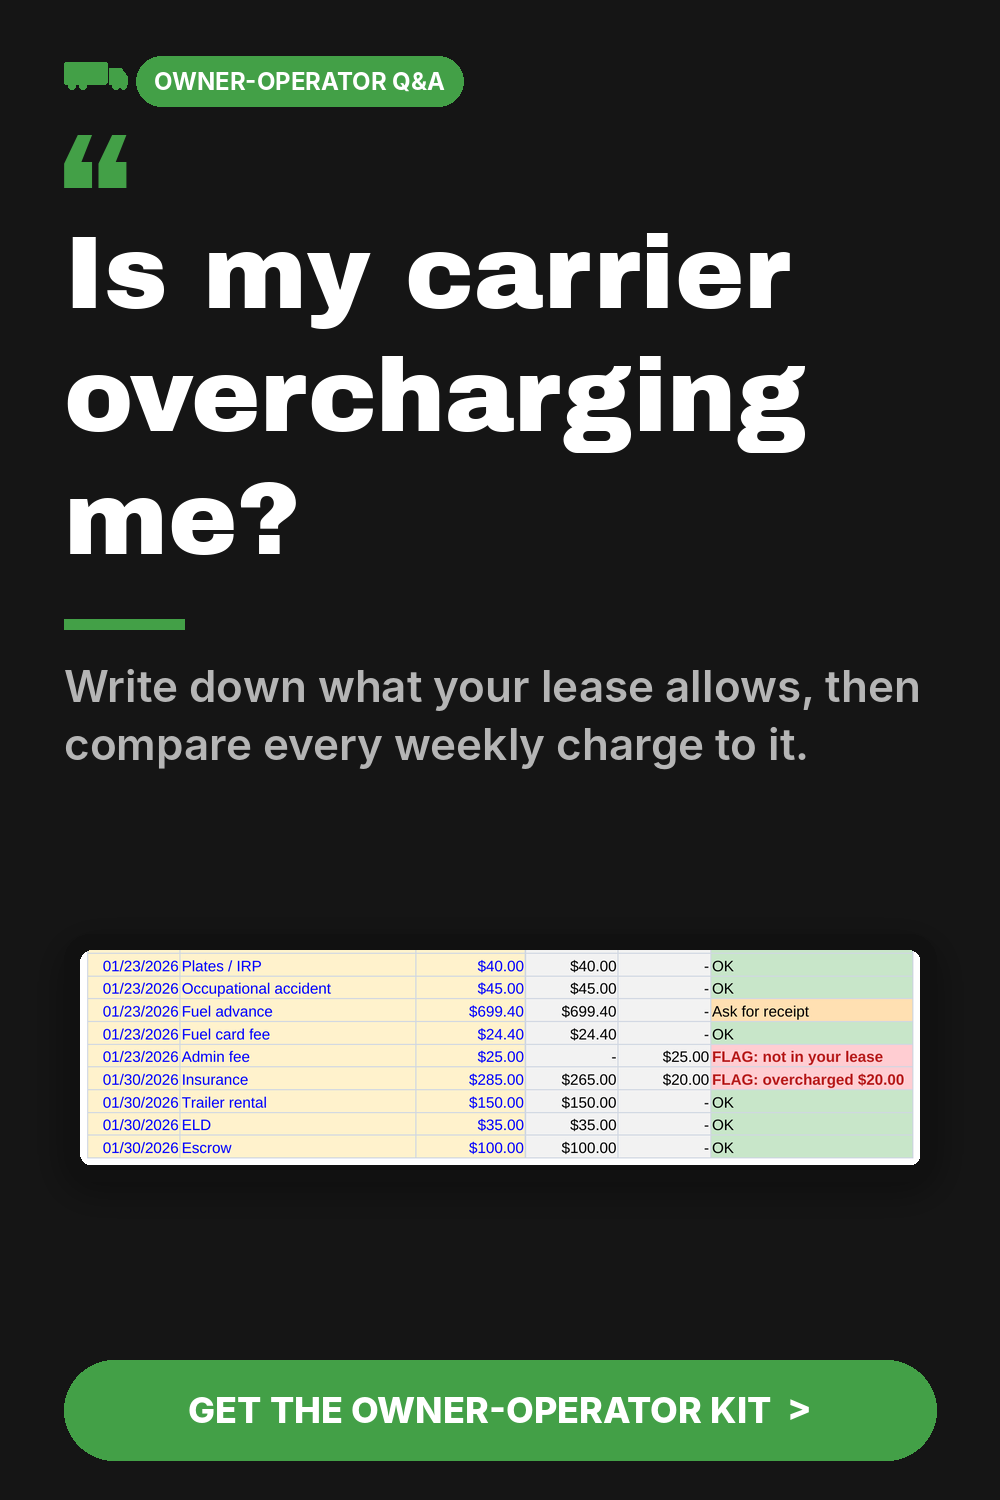 OWNER-OPERATOR Q&A
“
Is my carrier
overcharging
me?
Write down what your lease allows, then
compare every weekly charge to it.
01/23/2026 Plates / IRP $40.00 $40.00 - OK
01/23/2026 Occupational accident $45.00 $45.00 - OK
01/23/2026 Fuel advance $699.40 $699.40 - Ask for receipt
01/23/2026 Fuel card fee $24.40 $24.40 - OK
01/23/2026 Admin fee $25.00 - $25.00 FLAG: not in your lease
01/30/2026 Insurance $285.00 $265.00 $20.00 FLAG: overcharged $20.00
01/30/2026 Trailer rental $150.00 $150.00 - OK
01/30/2026 ELD $35.00 $35.00 - OK
01/30/2026 Escrow $100.00 $100.00 - OK
GET THE OWNER-OPERATOR KIT >